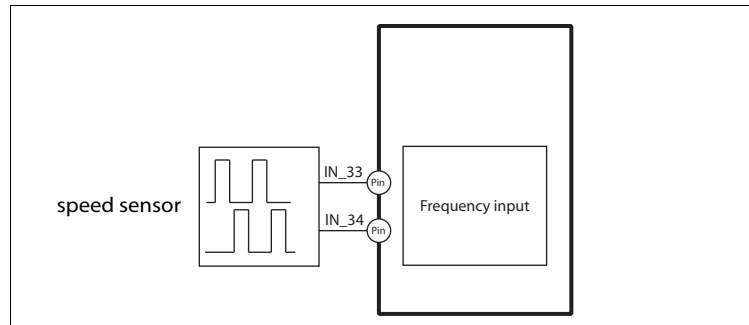 speed sensor
IN_33
Pin
IN_34
Pin
Frequency input